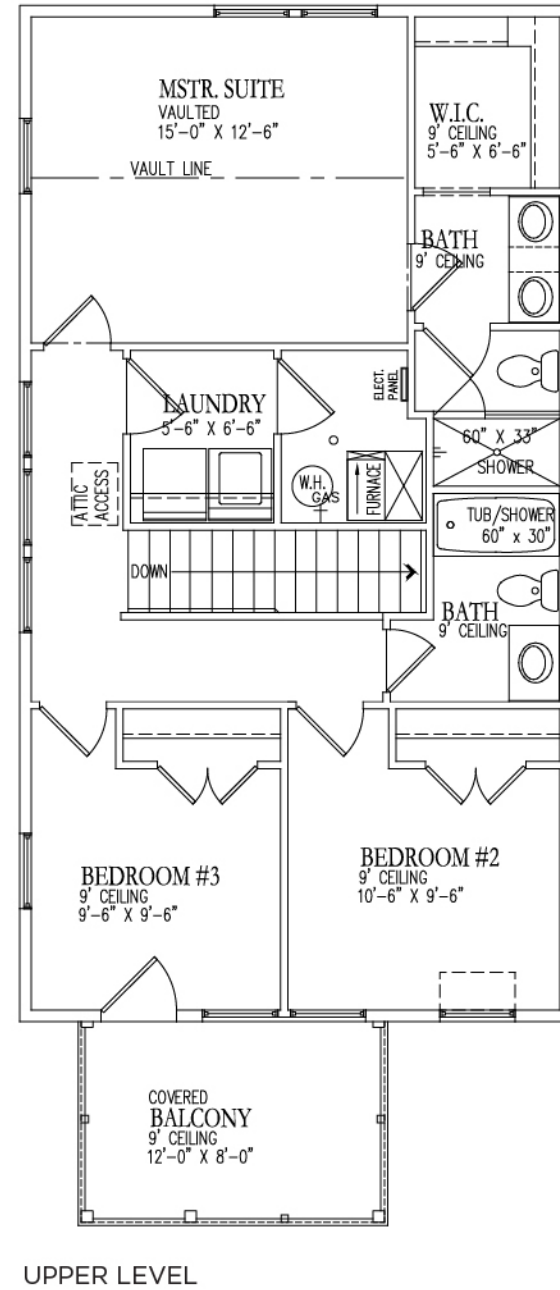 MSTR. SUITE
VAULTED
15'-0" X 12'-6"
VAULT LINE
W.I.C.
9' CEILING
5'-6" X 6'-6"
BATH
9' CEILING
ELECT.
PANEL
LAUNDRY
5'-6" X 6'-6"
60" X 33"
SHOWER
W.H.
GAS
FURNACE
ATTIC
ACCESS
TUB/SHOWER
60" x 30"
DOWN
BATH
9' CEILING
BEDROOM #3
9' CEILING
9'-6" X 9'-6"
BEDROOM #2
9' CEILING
10'-6" X 9'-6"
COVERED
BALCONY
9' CEILING
12'-0" X 8'-0"
UPPER LEVEL